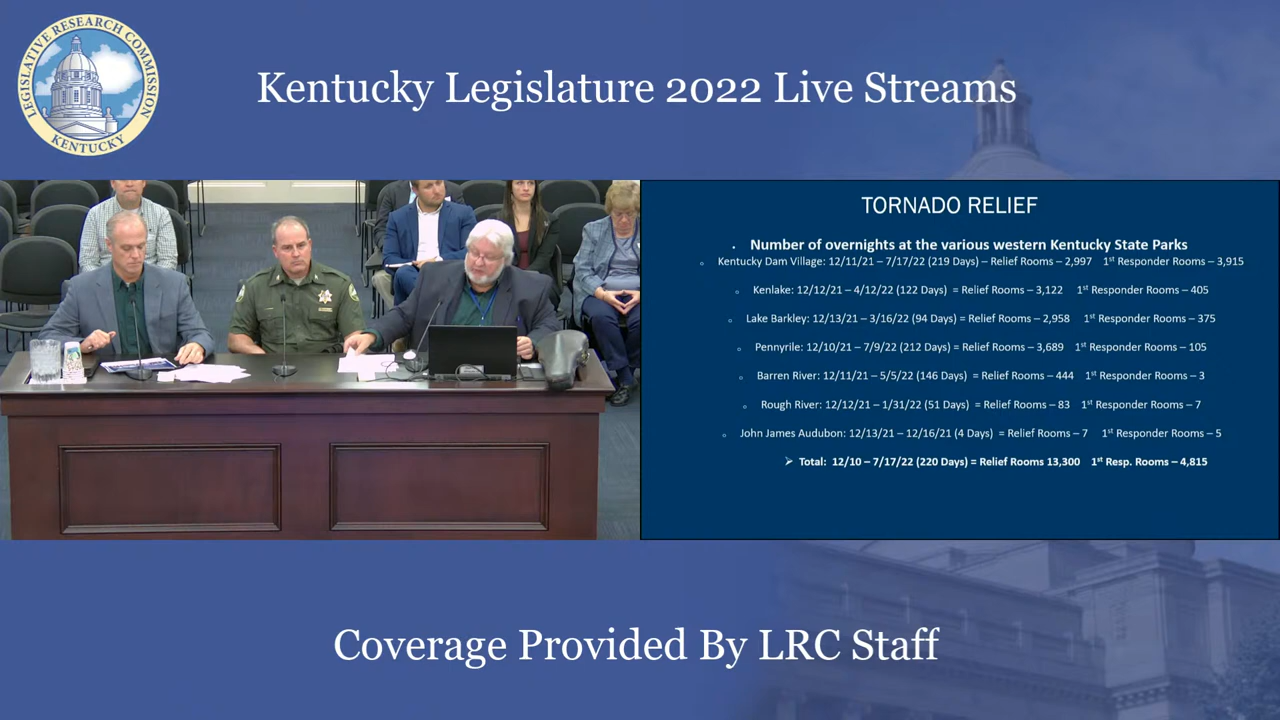 LEGISLATIVE RESEARCH COMMISSION
KENTUCKY
Kentucky Legislature 2022 Live Streams
TORNADO RELIEF
• Number of overnights at the various western Kentucky State Parks
○ Kentucky Dam Village: 12/11/21 – 7/17/22 (219 Days) – Relief Rooms – 2,997 1st Responder Rooms – 3,915
○ Kenlake: 12/12/21 – 4/12/22 (122 Days) = Relief Rooms – 3,122 1st Responder Rooms – 405
○ Lake Barkley: 12/13/21 – 3/16/22 (94 Days) = Relief Rooms – 2,958 1st Responder Rooms – 375
○ Pennyrile: 12/10/21 – 7/9/22 (212 Days) = Relief Rooms – 3,689 1st Responder Rooms – 105
○ Barren River: 12/11/21 – 5/5/22 (146 Days) = Relief Rooms – 444 1st Responder Rooms – 3
○ Rough River: 12/12/21 – 1/31/22 (51 Days) = Relief Rooms – 83 1st Responder Rooms – 7
○ John James Audubon: 12/13/21 – 12/16/21 (4 Days) = Relief Rooms – 7 1st Responder Rooms – 5
➢ Total: 12/10 – 7/17/22 (220 Days) = Relief Rooms 13,300 1st Resp. Rooms – 4,815
Coverage Provided By LRC Staff